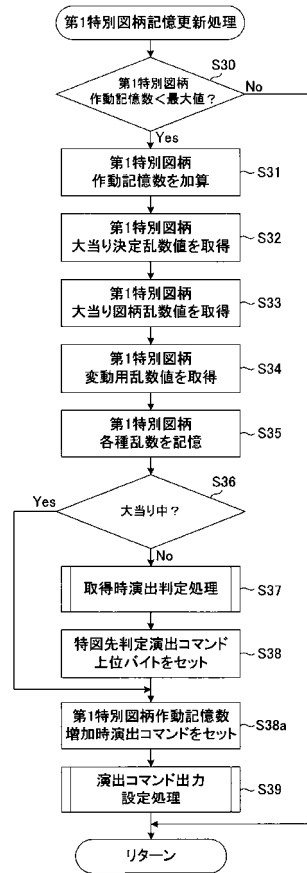 第1特別図柄記憶更新処理
S30
第1特別図柄
作動記憶数＜最大値？
No
Yes
第1特別図柄
作動記憶数を加算
S31
第1特別図柄
大当り決定乱数値を取得
S32
第1特別図柄
大当り図柄乱数値を取得
S33
第1特別図柄
変動用乱数値を取得
S34
第1特別図柄
各種乱数を記憶
S35
S36
Yes
大当り中？
No
取得時演出判定処理
S37
特図先判定演出コマンド
上位バイトをセット
S38
第1特別図柄作動記憶数
増加時演出コマンドをセット
S38a
演出コマンド出力
設定処理
S39
リターン